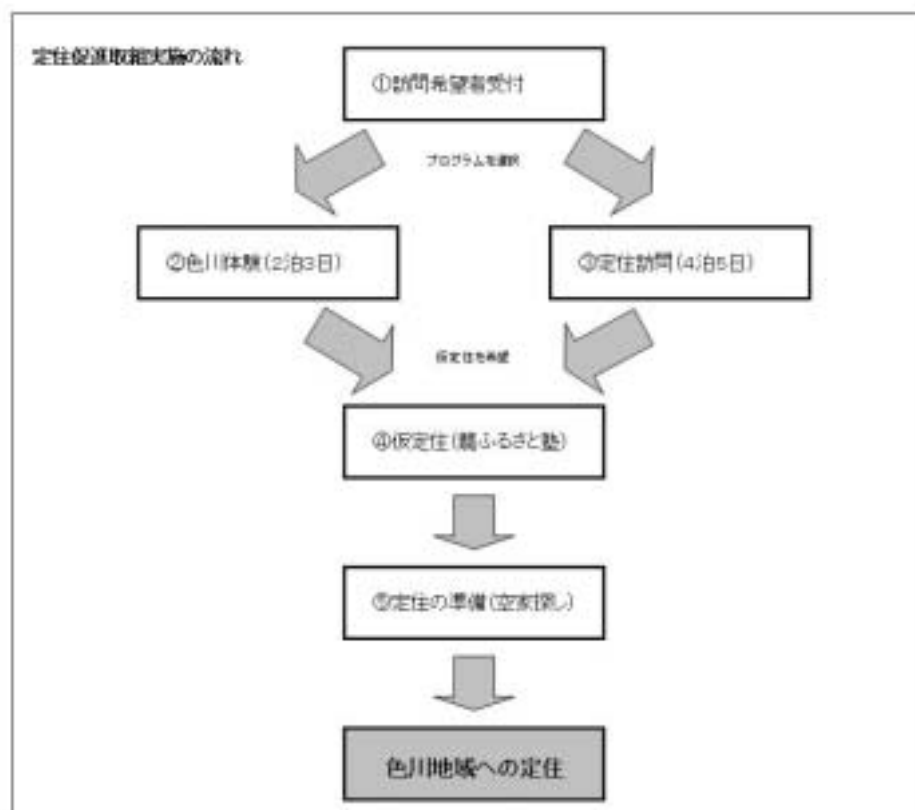 定住促進取組実施の流れ
①訪問希望者受付
プログラムを選択
②色川体験(2泊3日)
③定住訪問(4泊5日)
仮定住を希望
④仮定住(籠ふるさと塾)
⑤定住の準備(空家探し)
色川地域への定住